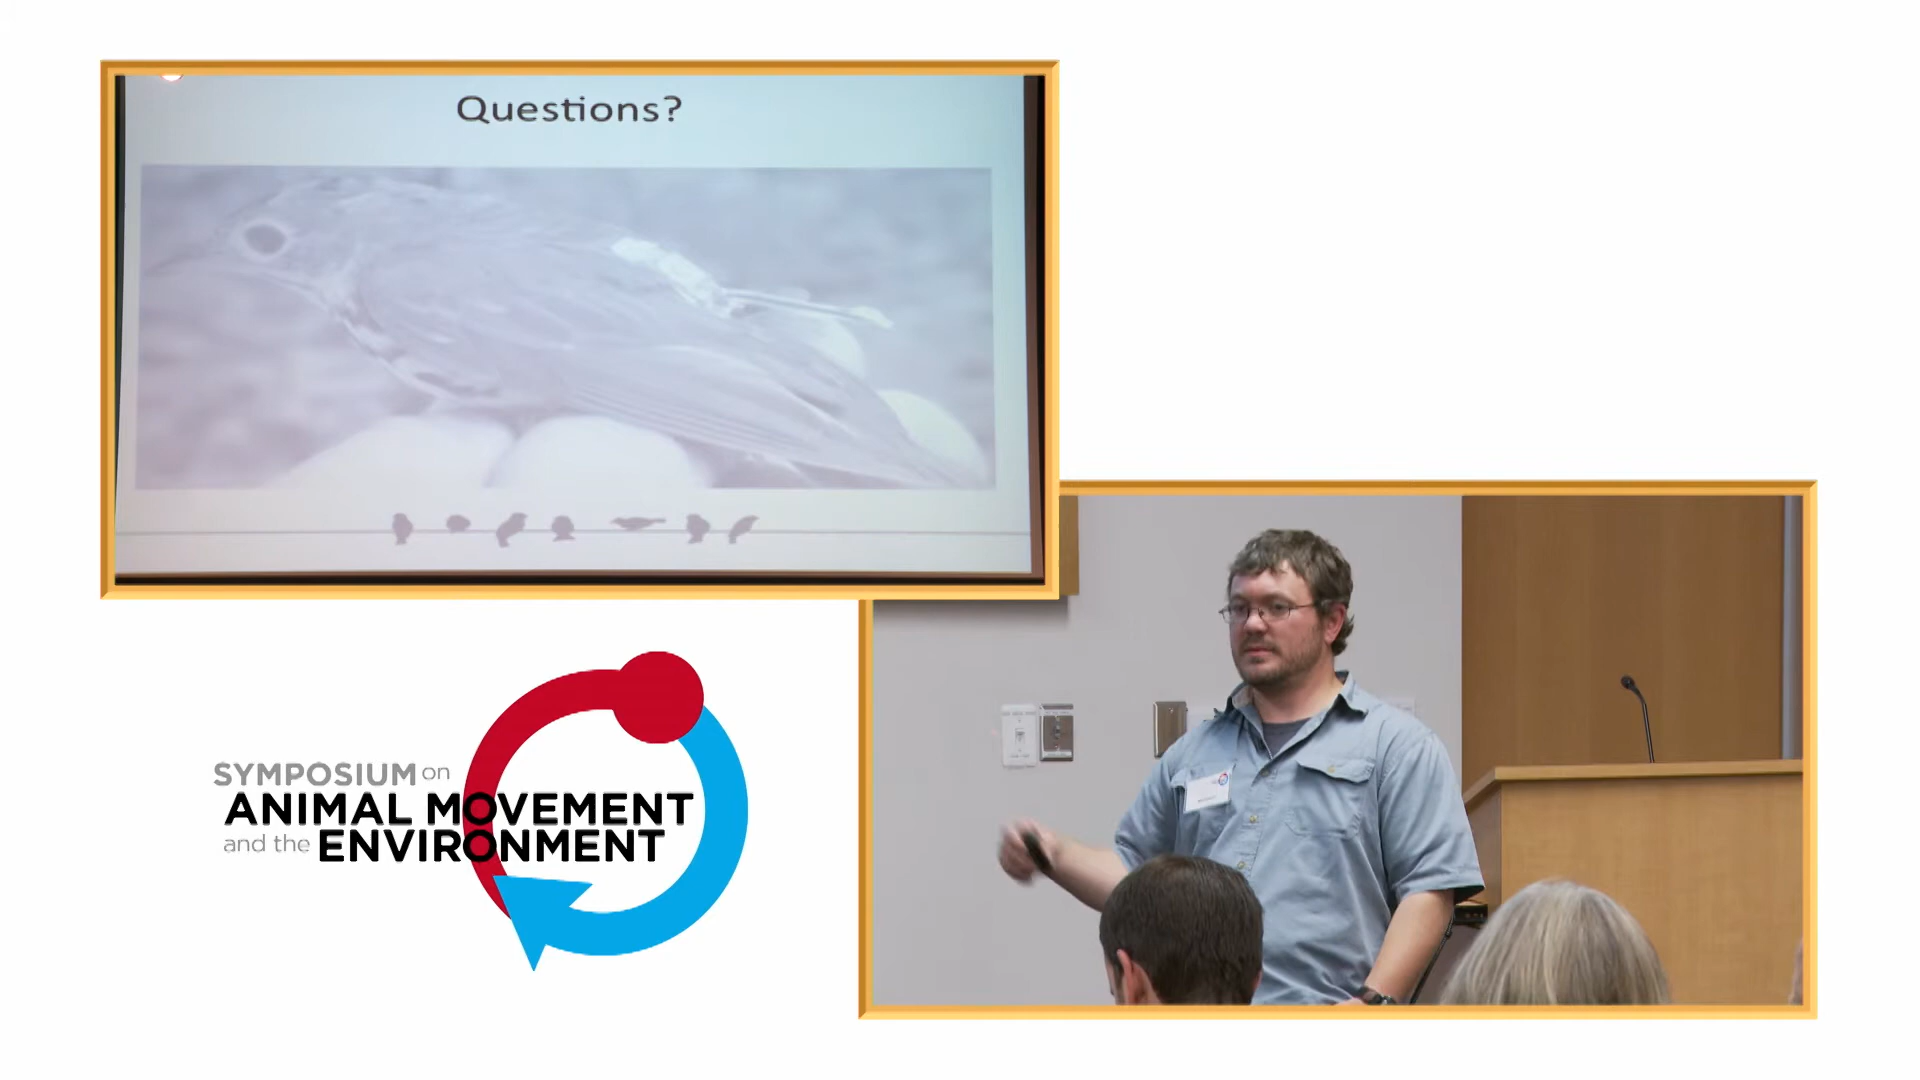 Questions?
SYMPOSIUM on
ANIMAL MOVEMENT
and the ENVIRONMENT